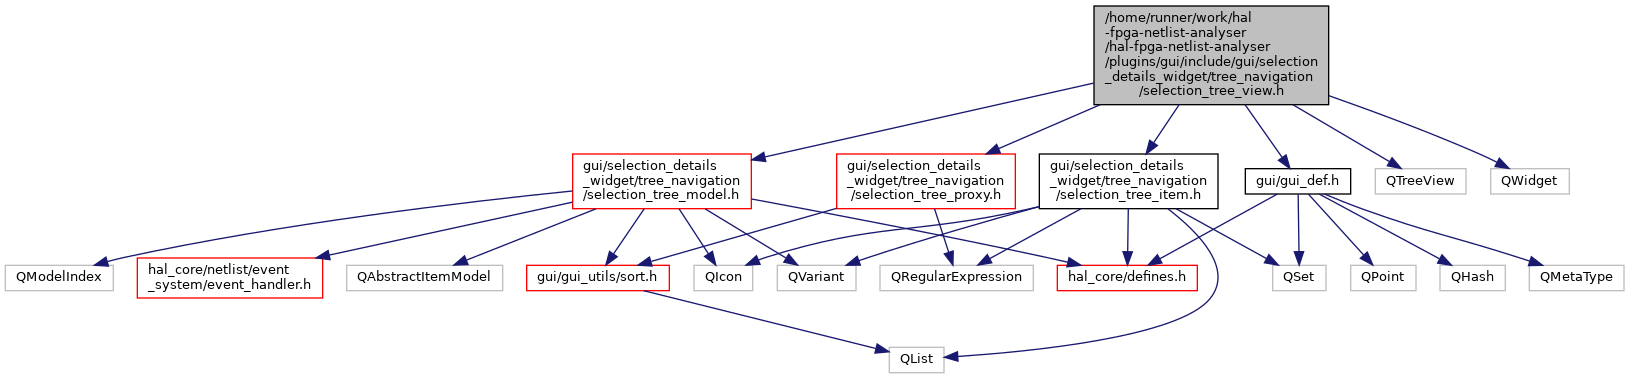 /home/runner/work/hal
-fpga-netlist-analyser
/hal-fpga-netlist-analyser
/plugins/gui/include/gui/selection
_details_widget/tree_navigation
/selection_tree_view.h
gui/selection_details
_widget/tree_navigation
/selection_tree_model.h
gui/selection_details
_widget/tree_navigation
/selection_tree_proxy.h
gui/selection_details
_widget/tree_navigation
/selection_tree_item.h
gui/gui_def.h
QTreeView
QWidget
QModelIndex
hal_core/netlist/event
_system/event_handler.h
QAbstractItemModel
gui/gui_utils/sort.h
QIcon
QVariant
QRegularExpression
hal_core/defines.h
QSet
QPoint
QHash
QMetaType
QList